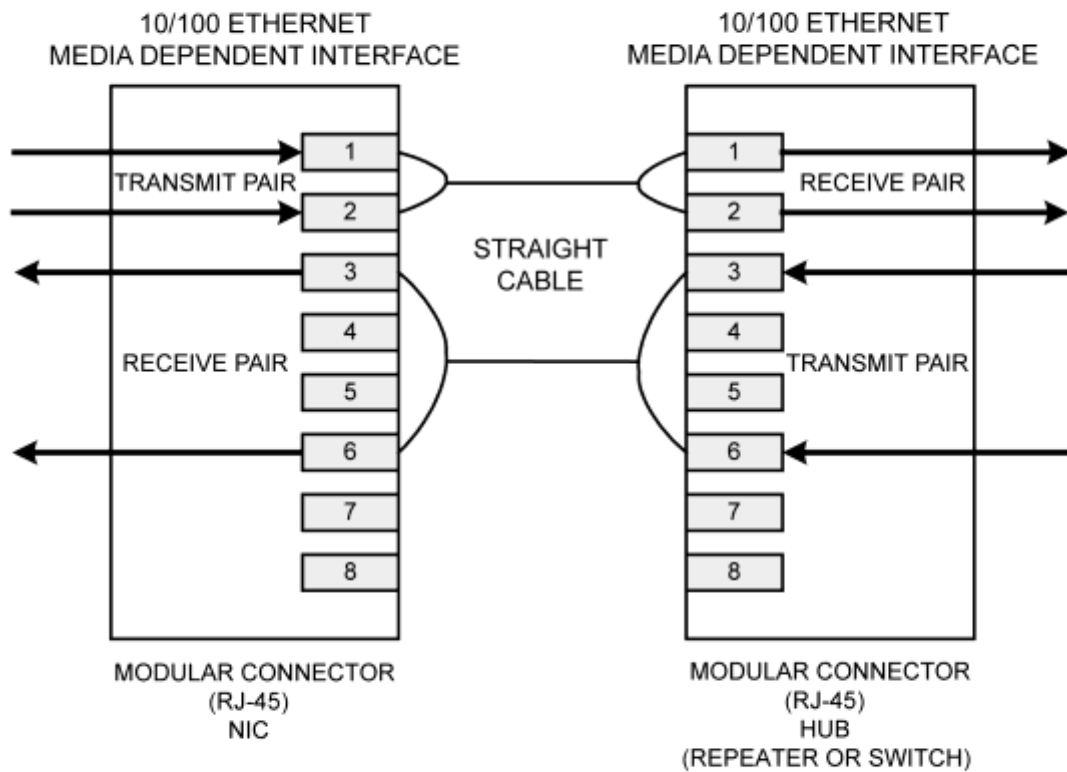 10/100 ETHERNET
MEDIA DEPENDENT INTERFACE
1
TRANSMIT PAIR
2
3
4
RECEIVE PAIR
5
6
7
8
MODULAR CONNECTOR
(RJ-45)
NIC
STRAIGHT
CABLE
10/100 ETHERNET
MEDIA DEPENDENT INTERFACE
1
RECEIVE PAIR
2
3
4
TRANSMIT PAIR
5
6
7
8
MODULAR CONNECTOR
(RJ-45)
HUB
(REPEATER OR SWITCH)